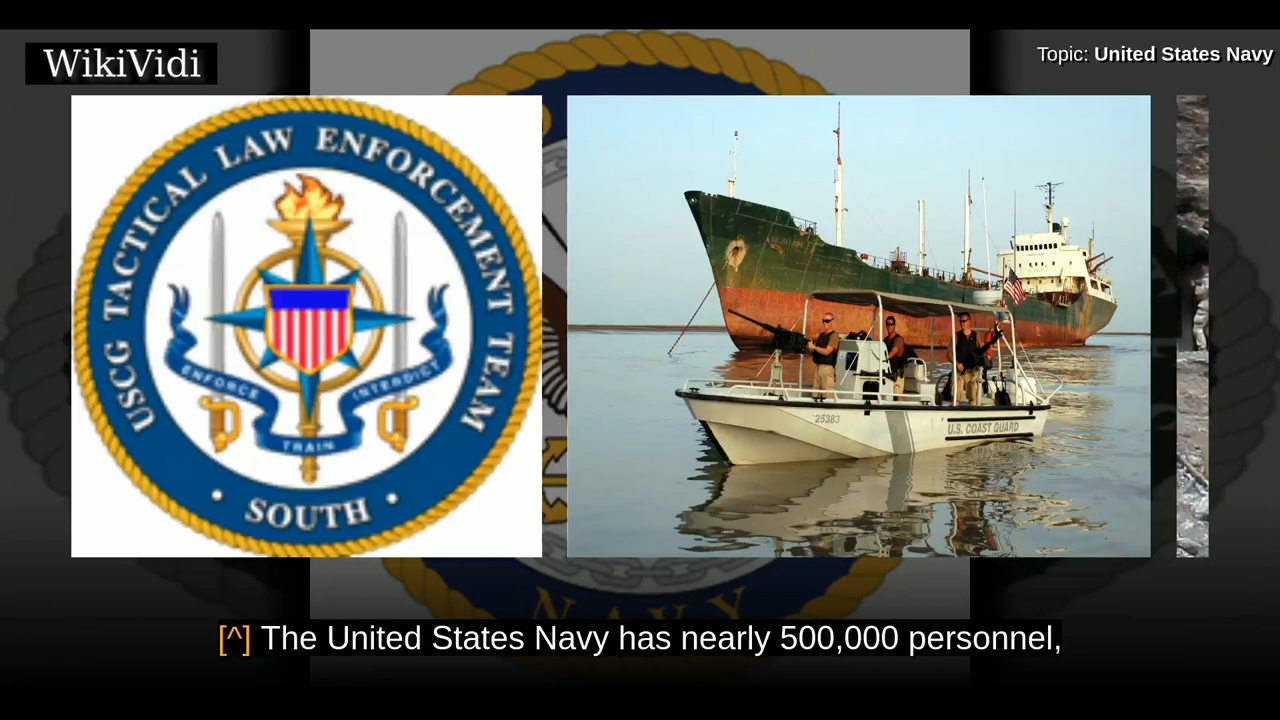 WikiVidi
Topic: United States Navy
USCG TACTICAL LAW ENFORCEMENT TEAM
ENFORCE
TRAIN
INTERDICT
• SOUTH •
25383
U.S. COAST GUARD
NAVY
[^] The United States Navy has nearly 500,000 personnel,